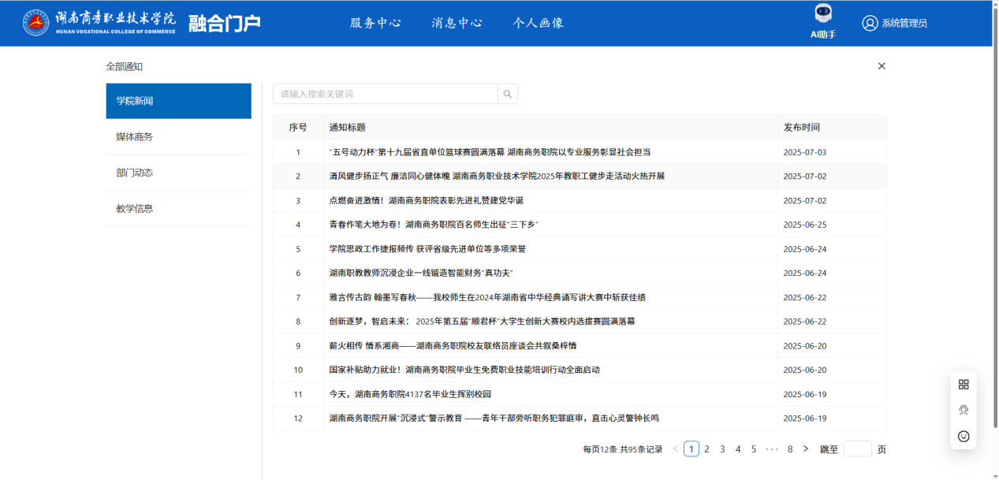 湖南商务职业技术学院
HUNAN VOCATIONAL COLLEGE OF COMMERCE
融合门户
服务中心 消息中心 个人画像
AI助手
系统管理员
全部通知
学院新闻
媒体商务
部门动态
教学信息
请输入搜索关键词
序号 通知标题 发布时间
1 “五号动力杯”第十九届省直单位篮球赛圆满落幕 湖南商务职院以专业服务彰显社会担当 2025-07-03
2 清风健步扬正气 廉洁同心健体魄 湖南商务职业技术学院2025年教职工健步走活动火热开展 2025-07-02
3 点燃奋进激情！湖南商务职院表彰先进礼赞建党华诞 2025-07-02
4 青春作笔大地为卷！湖南商务职院百名师生出征“三下乡” 2025-06-25
5 学院思政工作捷报频传 获评省级先进单位等多项荣誉 2025-06-24
6 湖南职教教师沉浸企业一线锻造智能财务“真功夫” 2025-06-24
7 雅言传古韵 翰墨写春秋——我校师生在2024年湖南省中华经典诵写讲大赛中斩获佳绩 2025-06-22
8 创新逐梦，智启未来： 2025年第五届“顺君杯”大学生创新大赛校内选拔赛圆满落幕 2025-06-22
9 薪火相传 情系湘商——湖南商务职院校友联络员座谈会共叙桑梓情 2025-06-20
10 国家补贴助力就业！湖南商务职院毕业生免费职业技能培训行动全面启动 2025-06-20
11 今天，湖南商务职院4137名毕业生挥别校园 2025-06-19
12 湖南商务职院开展“沉浸式”警示教育 ——青年干部旁听职务犯罪庭审，直击心灵警钟长鸣 2025-06-19
每页12条 共95条记录 < 1 2 3 4 5 ··· 8 > 跳至 页